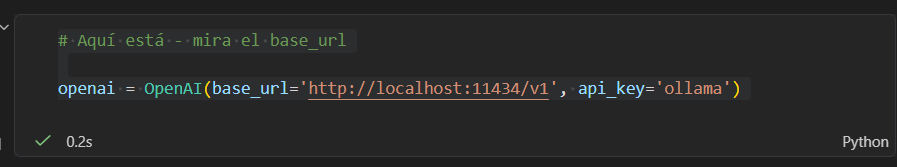 # Aquí está - mira el base_url
openai = OpenAI(base_url='http://localhost:11434/v1', api_key='ollama')
0.2s
Python